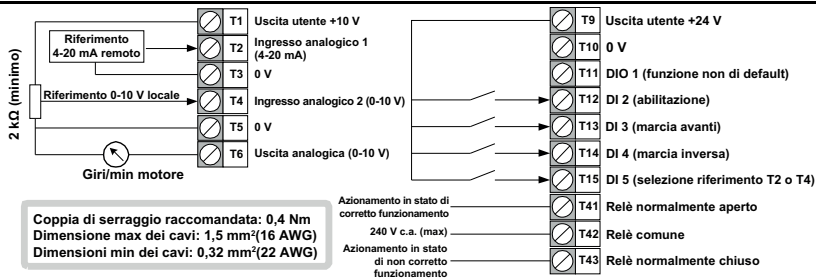 2 kΩ (minimo)
Riferimento
4-20 mA remoto
Riferimento 0-10 V locale
Giri/min motore
T1 Uscita utente +10 V
T2 Ingresso analogico 1
(4-20 mA)
T3 0 V
T4 Ingresso analogico 2 (0-10 V)
T5 0 V
T6 Uscita analogica (0-10 V)
Coppia di serraggio raccomandata: 0,4 Nm
Dimensione max dei cavi: 1,5 mm²(16 AWG)
Dimensioni min dei cavi: 0,32 mm²(22 AWG)
T9 Uscita utente +24 V
T10 0 V
T11 DIO 1 (funzione non di default)
T12 DI 2 (abilitazione)
T13 DI 3 (marcia avanti)
T14 DI 4 (marcia inversa)
T15 DI 5 (selezione riferimento T2 o T4)
Azionamento in stato di
corretto funzionamento
T41 Relè normalmente aperto
240 V c.a. (max)
T42 Relè comune
Azionamento in stato
di non corretto
funzionamento
T43 Relè normalmente chiuso